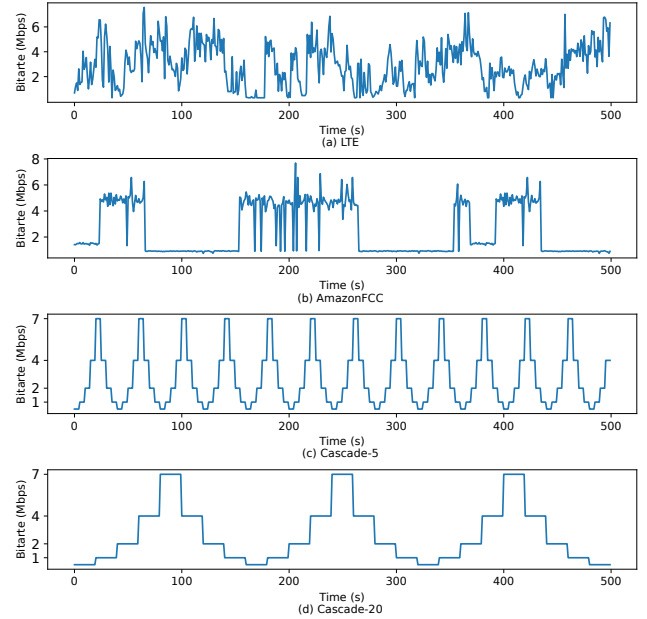 6
4
2
Bitarte (Mbps)
0 100 200 300 400 500
Time (s)
(a) LTE
8
6
4
2
Bitarte (Mbps)
0 100 200 300 400 500
Time (s)
(b) AmazonFCC
7
4
2
1
Bitarte (Mbps)
0 100 200 300 400 500
Time (s)
(c) Cascade-5
7
4
2
1
Bitarte (Mbps)
0 100 200 300 400 500
Time (s)
(d) Cascade-20